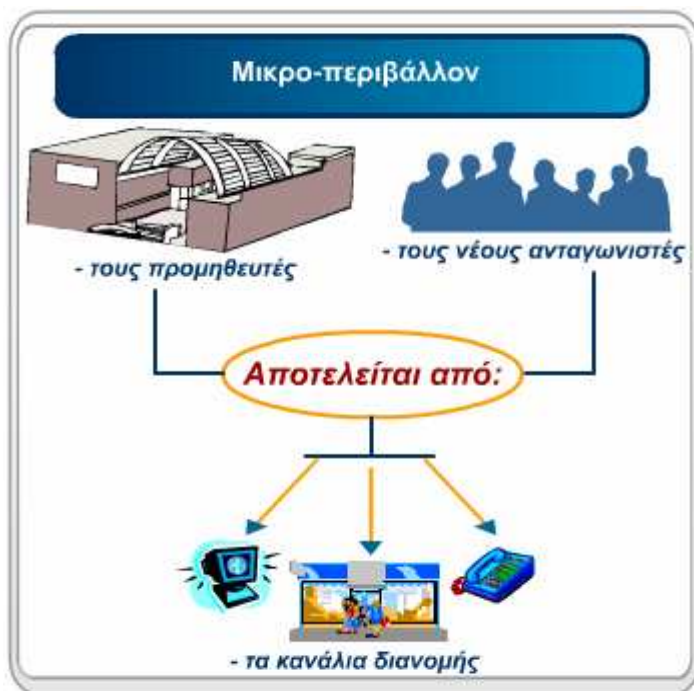 Μικρο-περιβάλλον
- τους προμηθευτές
- τους νέους ανταγωνιστές
Αποτελείται από:
- τα κανάλια διανομής